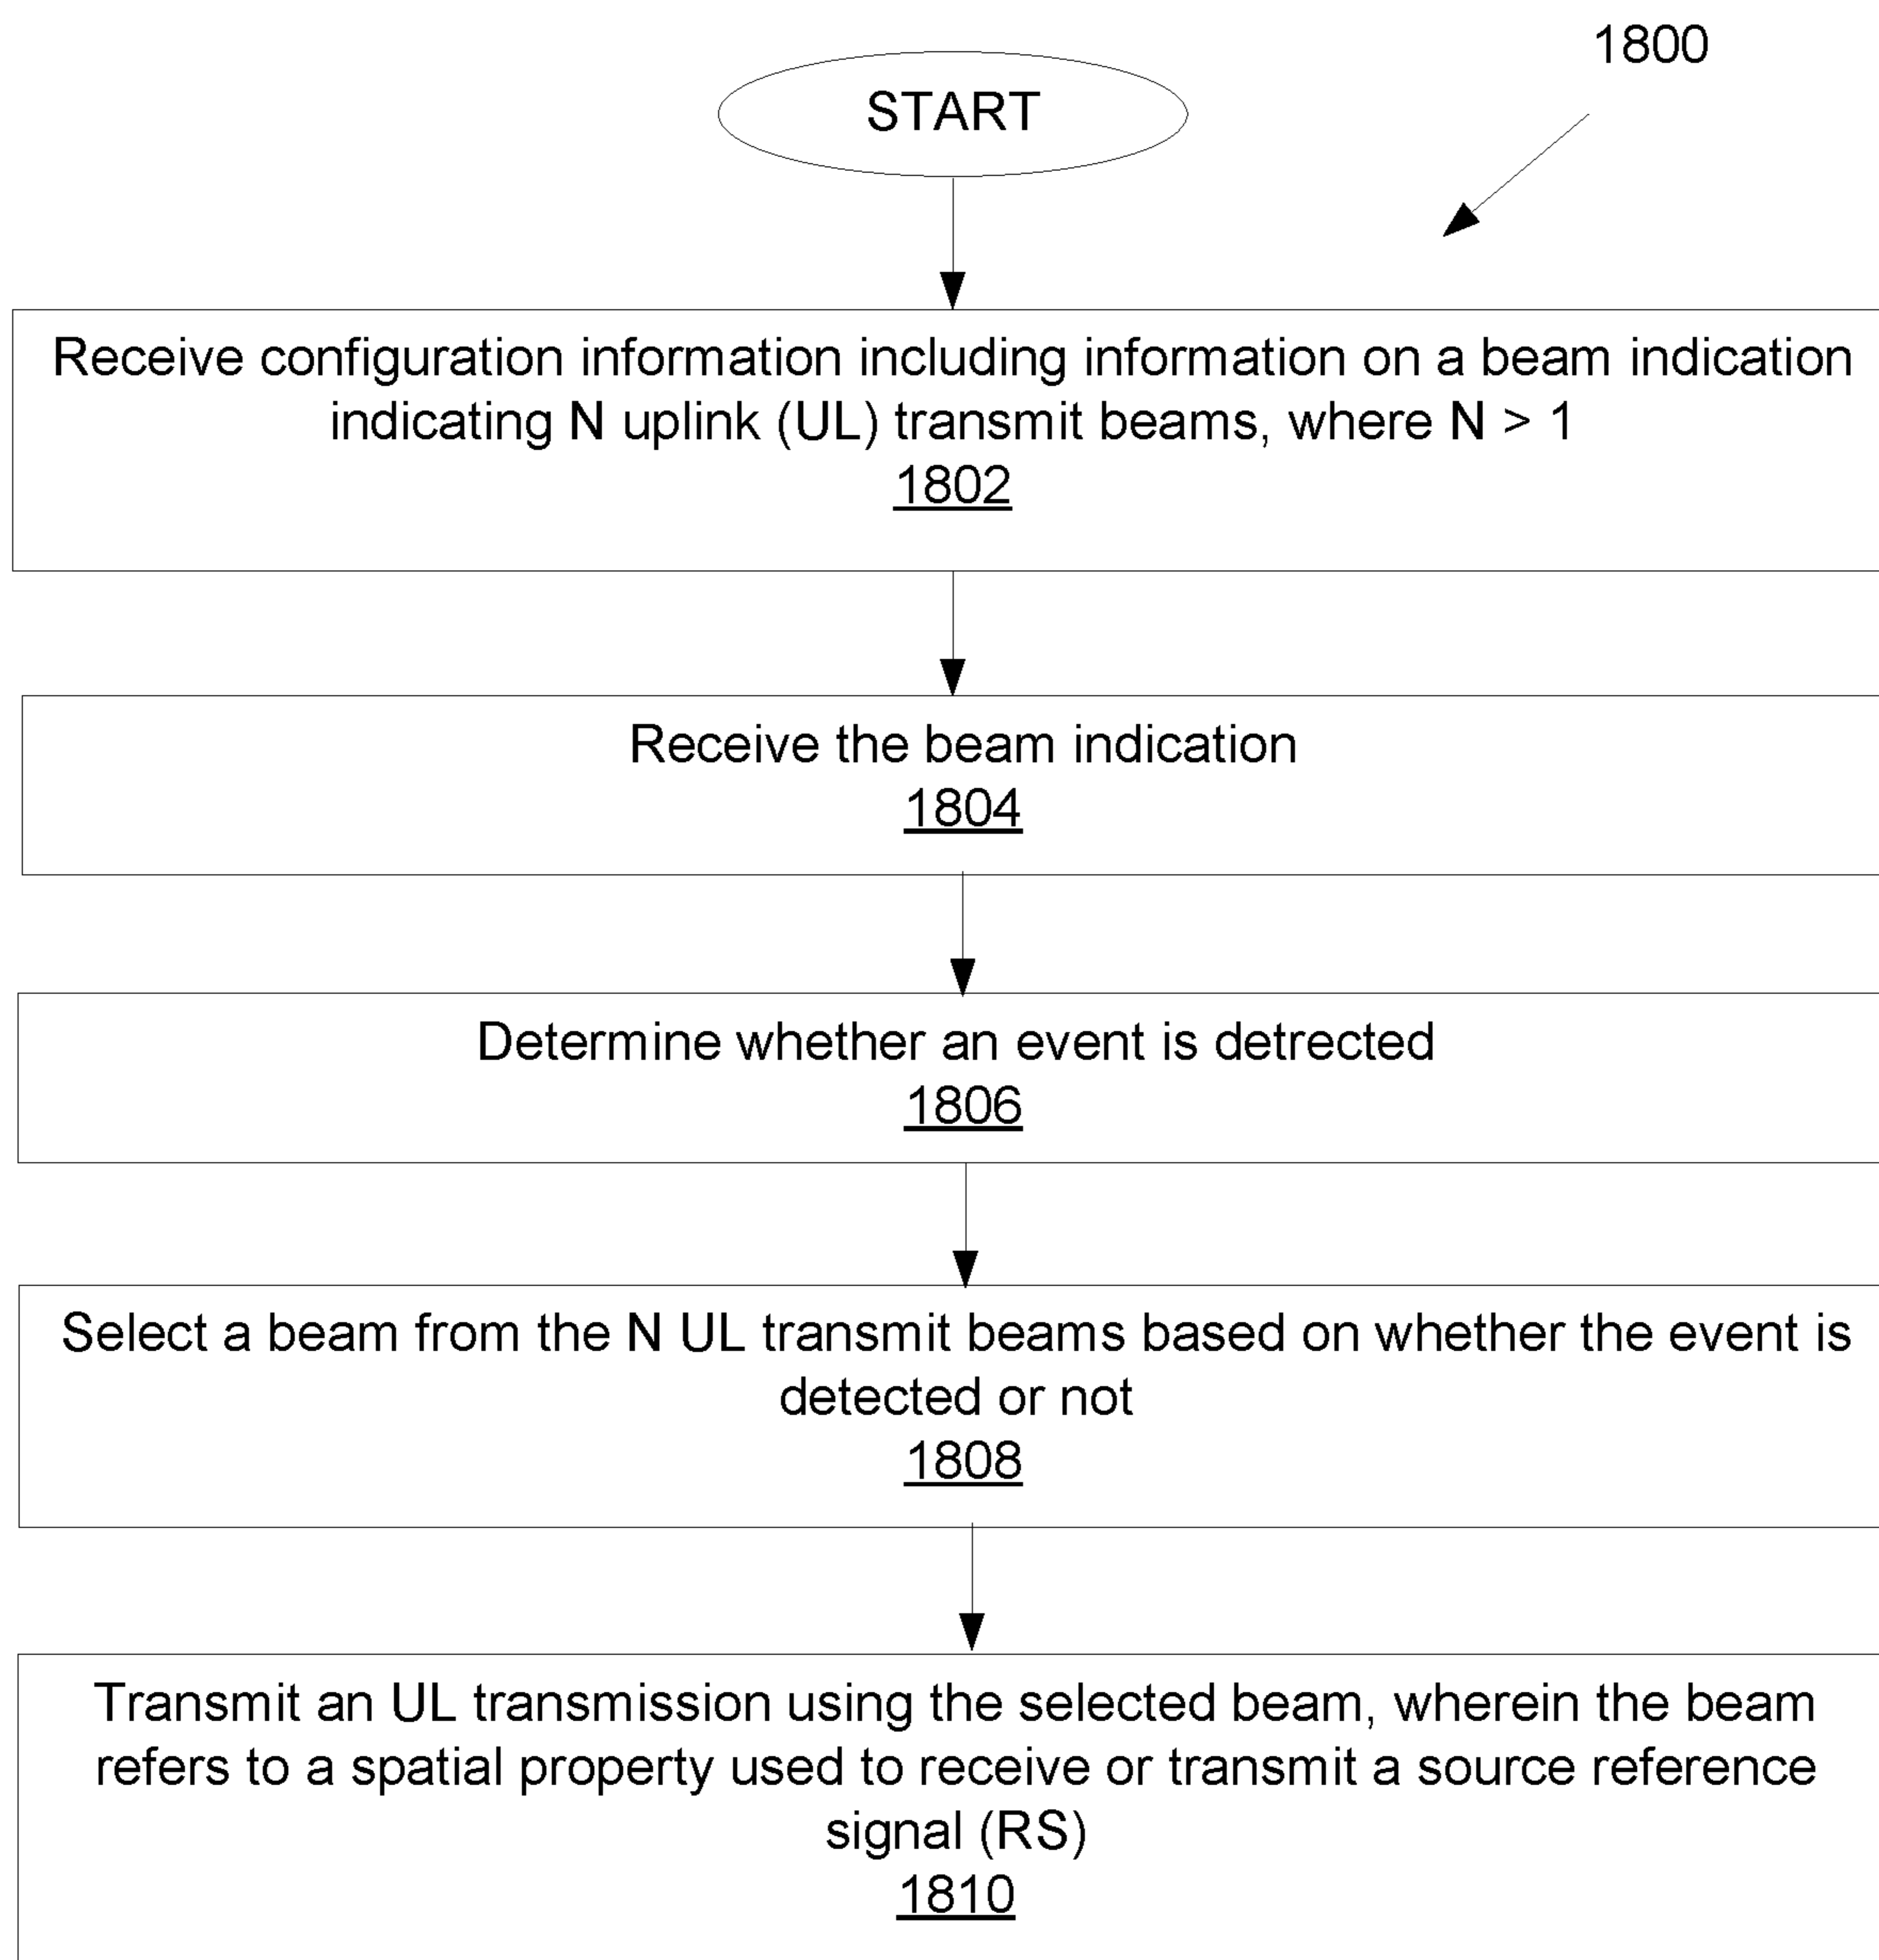 1800
START
Receive configuration information including information on a beam indication
indicating N uplink (UL) transmit beams, where N > 1
1802
Receive the beam indication
1804
Determine whether an event is detrected
1806
Select a beam from the N UL transmit beams based on whether the event is
detected or not
1808
Transmit an UL transmission using the selected beam, wherein the beam
refers to a spatial property used to receive or transmit a source reference
signal (RS)
1810